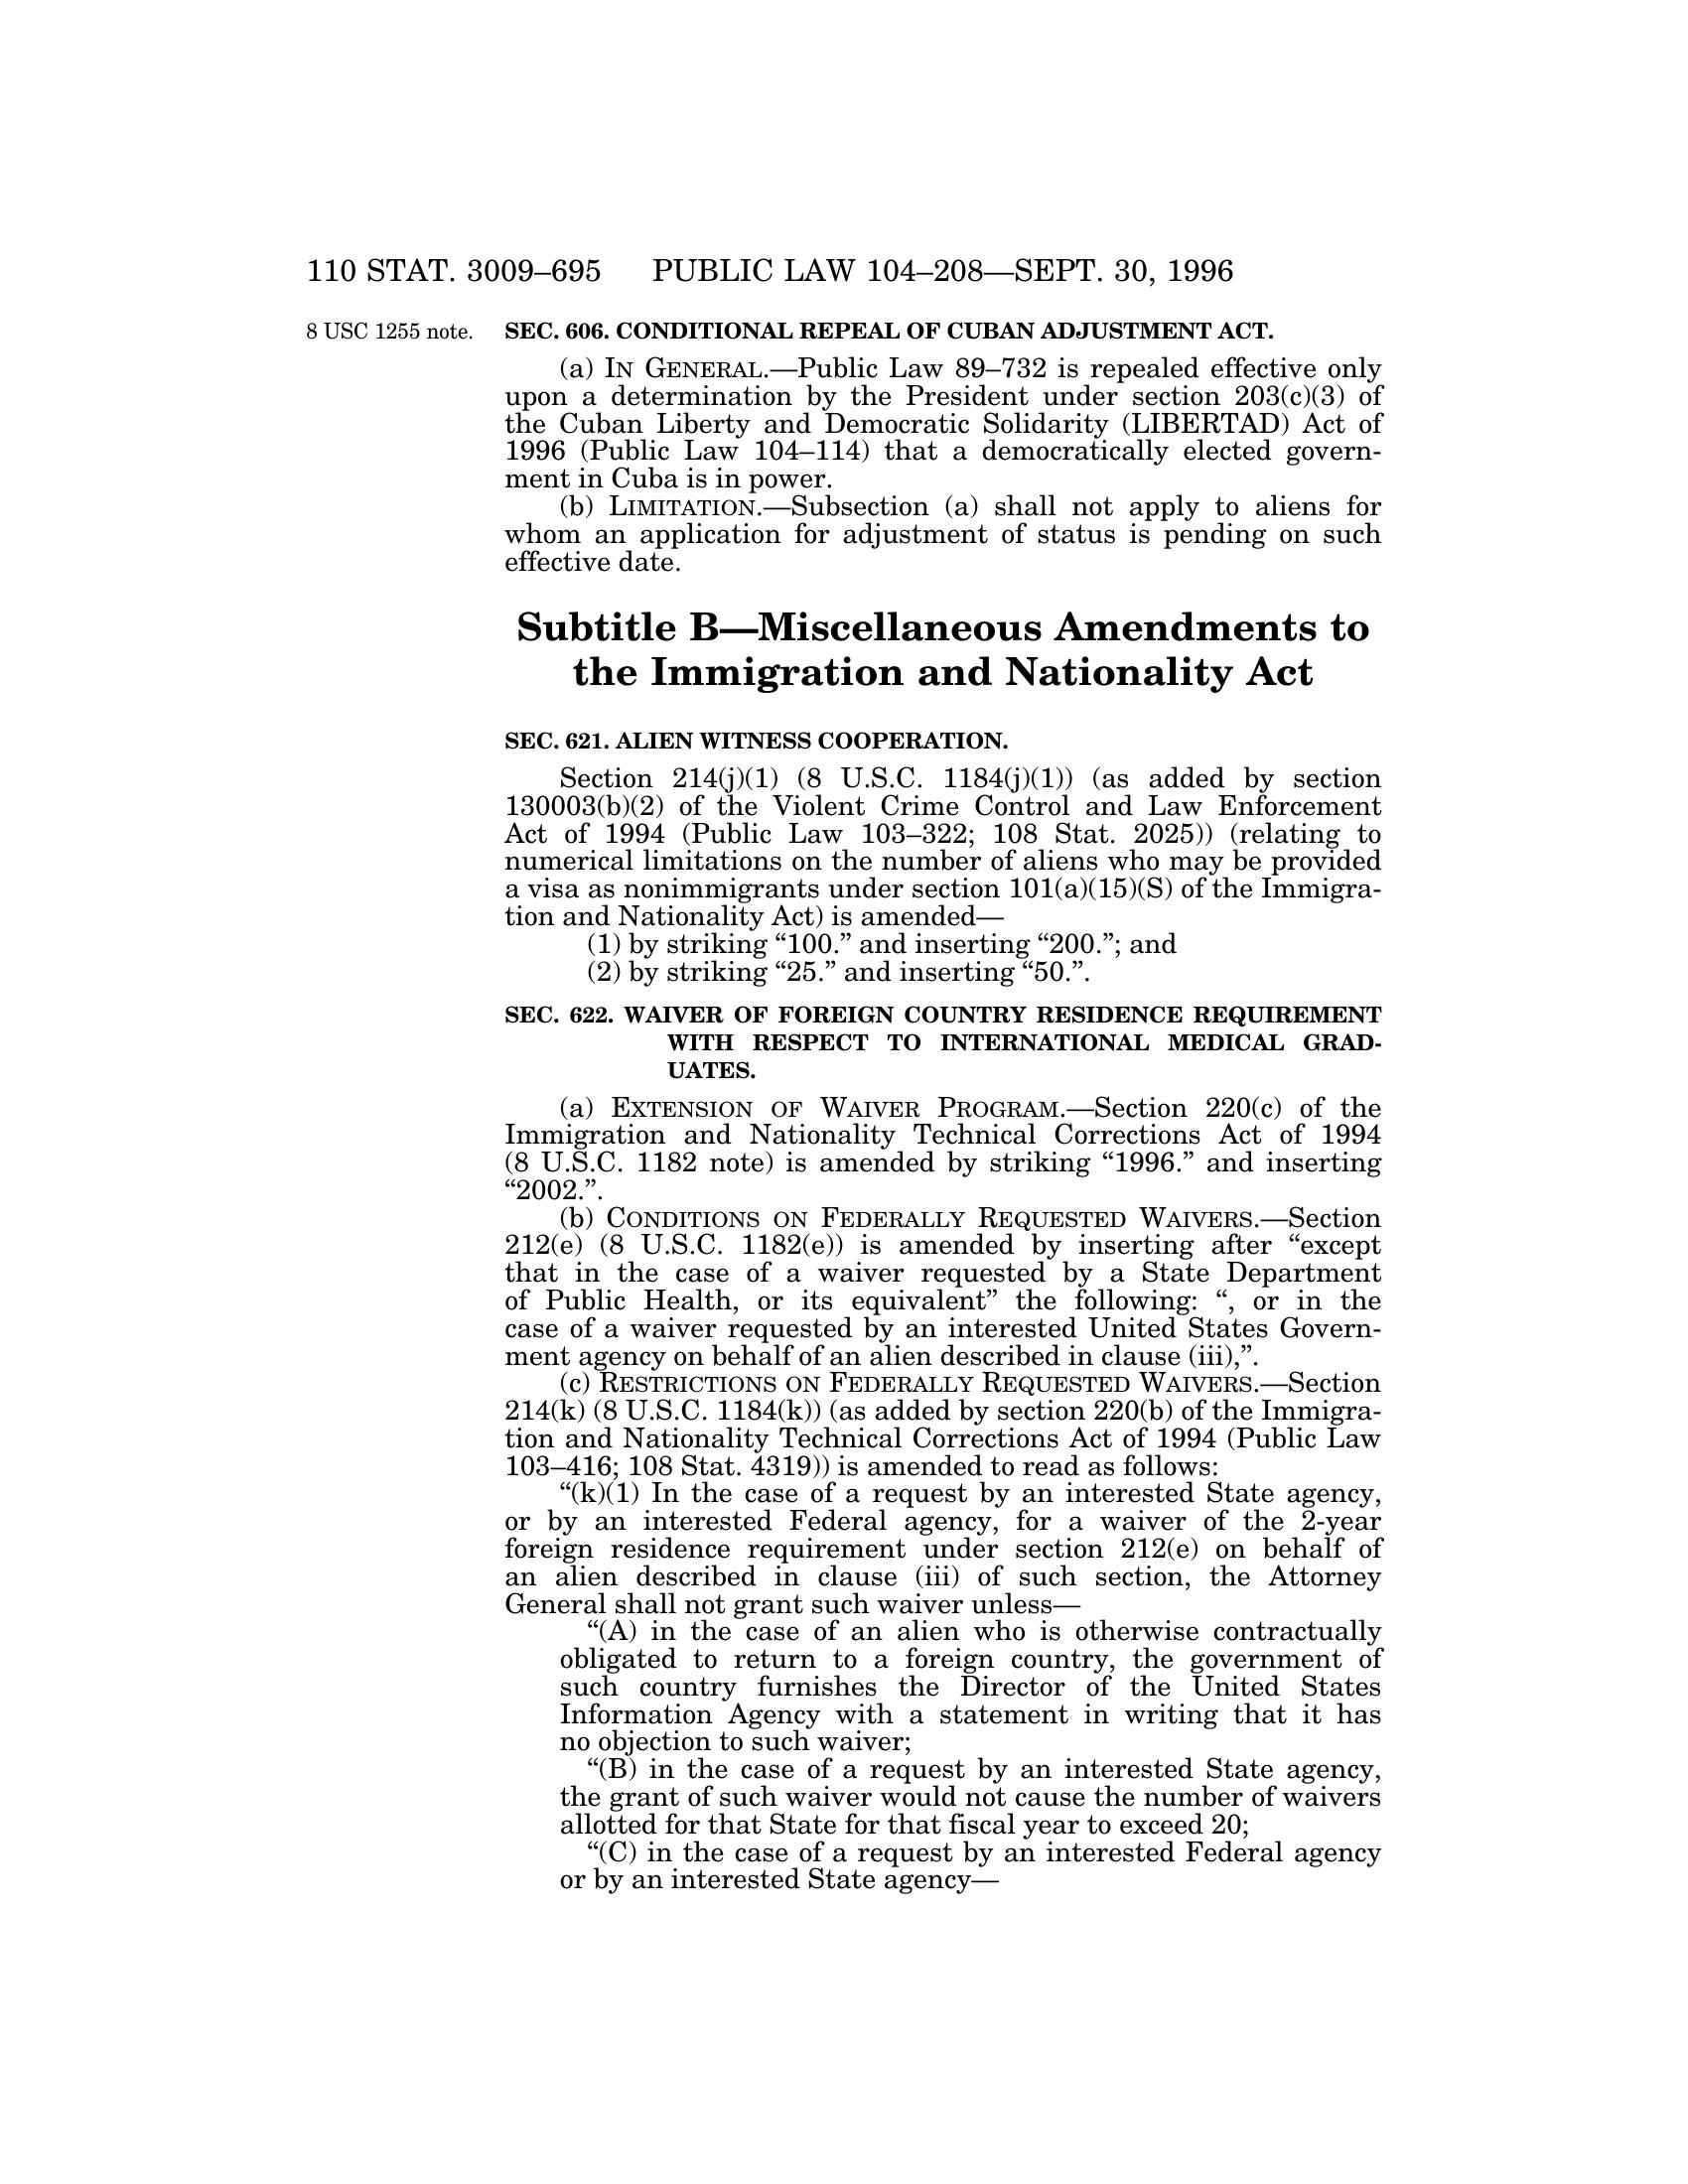 110 STAT. 3009–695 PUBLIC LAW 104–208—SEPT. 30, 1996
8 USC 1255 note.
SEC. 606. CONDITIONAL REPEAL OF CUBAN ADJUSTMENT ACT.
(a) IN GENERAL.—Public Law 89–732 is repealed effective only
upon a determination by the President under section 203(c)(3) of
the Cuban Liberty and Democratic Solidarity (LIBERTAD) Act of
1996 (Public Law 104–114) that a democratically elected govern-
ment in Cuba is in power.
(b) LIMITATION.—Subsection (a) shall not apply to aliens for
whom an application for adjustment of status is pending on such
effective date.
Subtitle B—Miscellaneous Amendments to
the Immigration and Nationality Act
SEC. 621. ALIEN WITNESS COOPERATION.
Section 214(j)(1) (8 U.S.C. 1184(j)(1)) (as added by section
130003(b)(2) of the Violent Crime Control and Law Enforcement
Act of 1994 (Public Law 103–322; 108 Stat. 2025)) (relating to
numerical limitations on the number of aliens who may be provided
a visa as nonimmigrants under section 101(a)(15)(S) of the Immigra-
tion and Nationality Act) is amended—
(1) by striking “100.” and inserting “200.”; and
(2) by striking “25.” and inserting “50.”.
SEC. 622. WAIVER OF FOREIGN COUNTRY RESIDENCE REQUIREMENT
WITH RESPECT TO INTERNATIONAL MEDICAL GRAD-
UATES.
(a) EXTENSION OF WAIVER PROGRAM.—Section 220(c) of the
Immigration and Nationality Technical Corrections Act of 1994
(8 U.S.C. 1182 note) is amended by striking “1996.” and inserting
“2002.”.
(b) CONDITIONS ON FEDERALLY REQUESTED WAIVERS.—Section
212(e) (8 U.S.C. 1182(e)) is amended by inserting after “except
that in the case of a waiver requested by a State Department
of Public Health, or its equivalent” the following: “, or in the
case of a waiver requested by an interested United States Govern-
ment agency on behalf of an alien described in clause (iii),”.
(c) RESTRICTIONS ON FEDERALLY REQUESTED WAIVERS.—Section
214(k) (8 U.S.C. 1184(k)) (as added by section 220(b) of the Immigra-
tion and Nationality Technical Corrections Act of 1994 (Public Law
103–416; 108 Stat. 4319)) is amended to read as follows:
“(k)(1) In the case of a request by an interested State agency,
or by an interested Federal agency, for a waiver of the 2-year
foreign residence requirement under section 212(e) on behalf of
an alien described in clause (iii) of such section, the Attorney
General shall not grant such waiver unless—
“(A) in the case of an alien who is otherwise contractually
obligated to return to a foreign country, the government of
such country furnishes the Director of the United States
Information Agency with a statement in writing that it has
no objection to such waiver;
“(B) in the case of a request by an interested State agency,
the grant of such waiver would not cause the number of waivers
allotted for that State for that fiscal year to exceed 20;
“(C) in the case of a request by an interested Federal agency
or by an interested State agency—